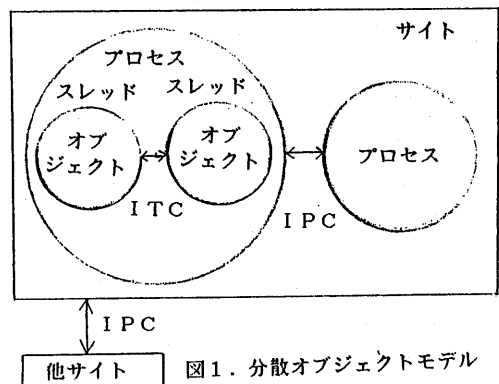 サイト
プロセス
スレッド スレッド
オブ
ジェクト
オブ
ジェクト
プロセス
ITC
IPC
IPC
他サイト
図1．分散オブジェクトモデル